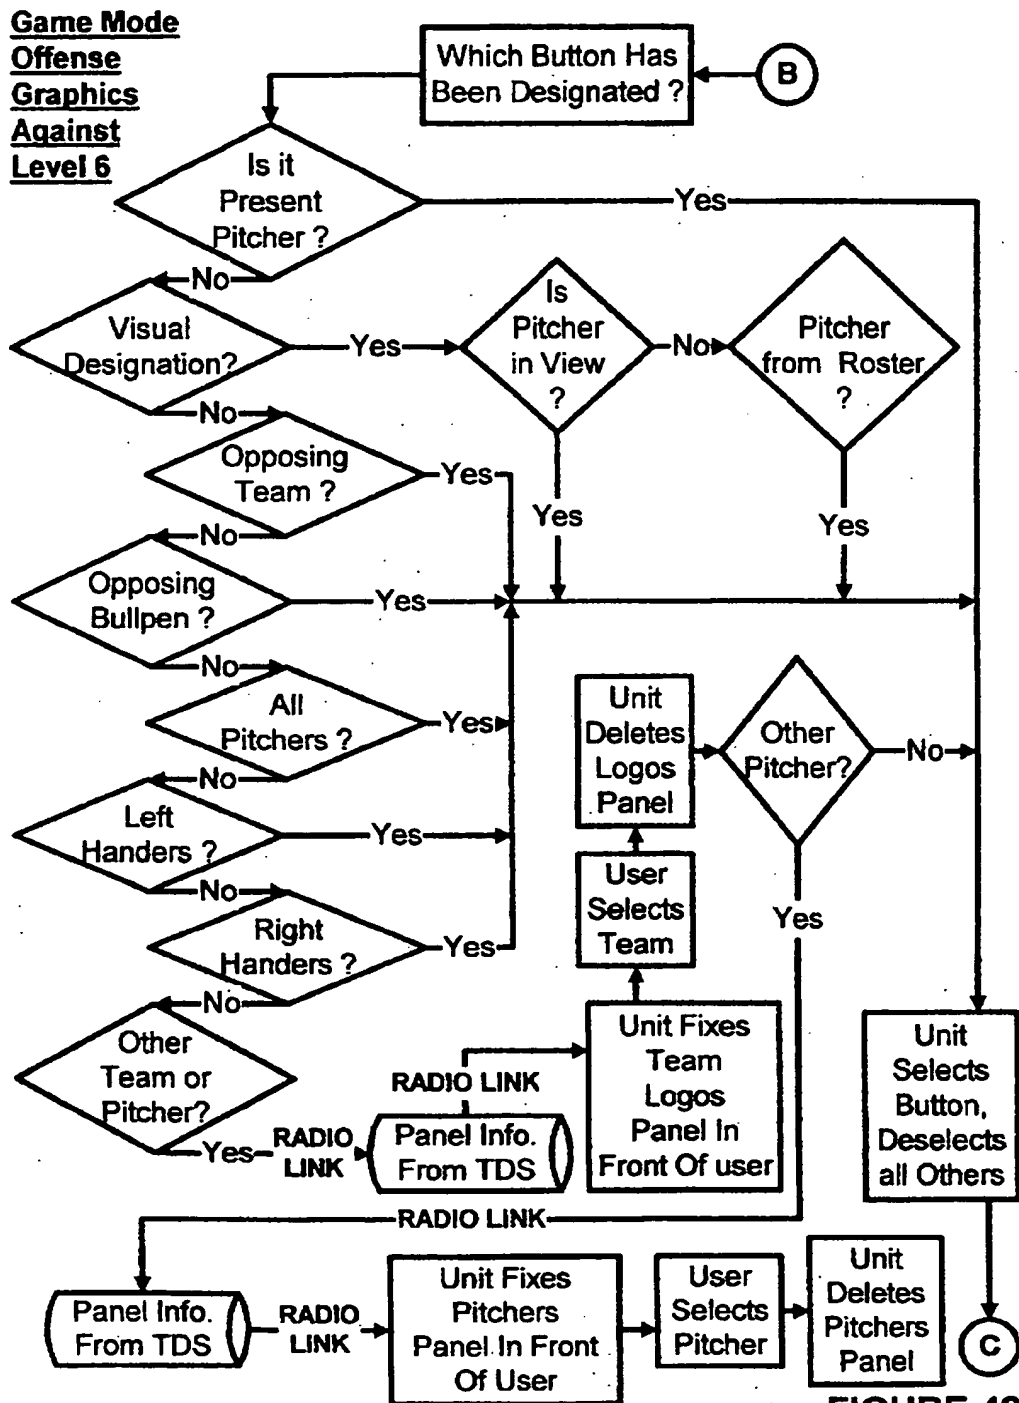 Game Mode
Offense
Graphics
Against
Level 6
Which Button Has
Been Designated ?
B
Is it
Present
Pitcher ?
Yes
No
Visual
Designation?
Yes
Is
Pitcher
in View
?
No
Pitcher
from Roster
?
No
Opposing
Team ?
Yes
Yes
Yes
No
Opposing
Bullpen ?
Yes
No
All
Pitchers ?
Yes
Unit
Deletes
Logos
Panel
Other
Pitcher?
No
No
Left
Handers ?
Yes
User
Selects
Team
Yes
No
Right
Handers ?
Yes
No
Other
Team or
Pitcher?
Yes
RADIO
LINK
Panel Info.
From TDS
RADIO LINK
Unit Fixes
Team
Logos
Panel In
Front Of user
Unit
Selects
Button,
Deselects
all Others
RADIO LINK
Panel Info.
From TDS
RADIO
LINK
Unit Fixes
Pitchers
Panel In Front
Of User
User
Selects
Pitcher
Unit
Deletes
Pitchers
Panel
C